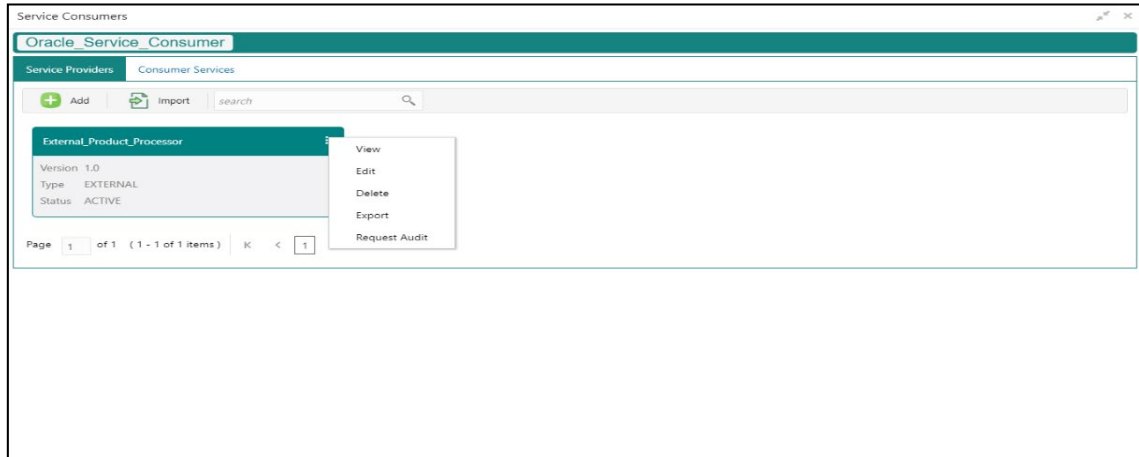 Service Consumers
Oracle_Service_Consumer
Service Providers Consumer Services
Add Import search
External_Product_Processor
Version 1.0
Type EXTERNAL
Status ACTIVE
View
Edit
Delete
Export
Request Audit
Page 1 of 1 (1 - 1 of 1 items) K < 1